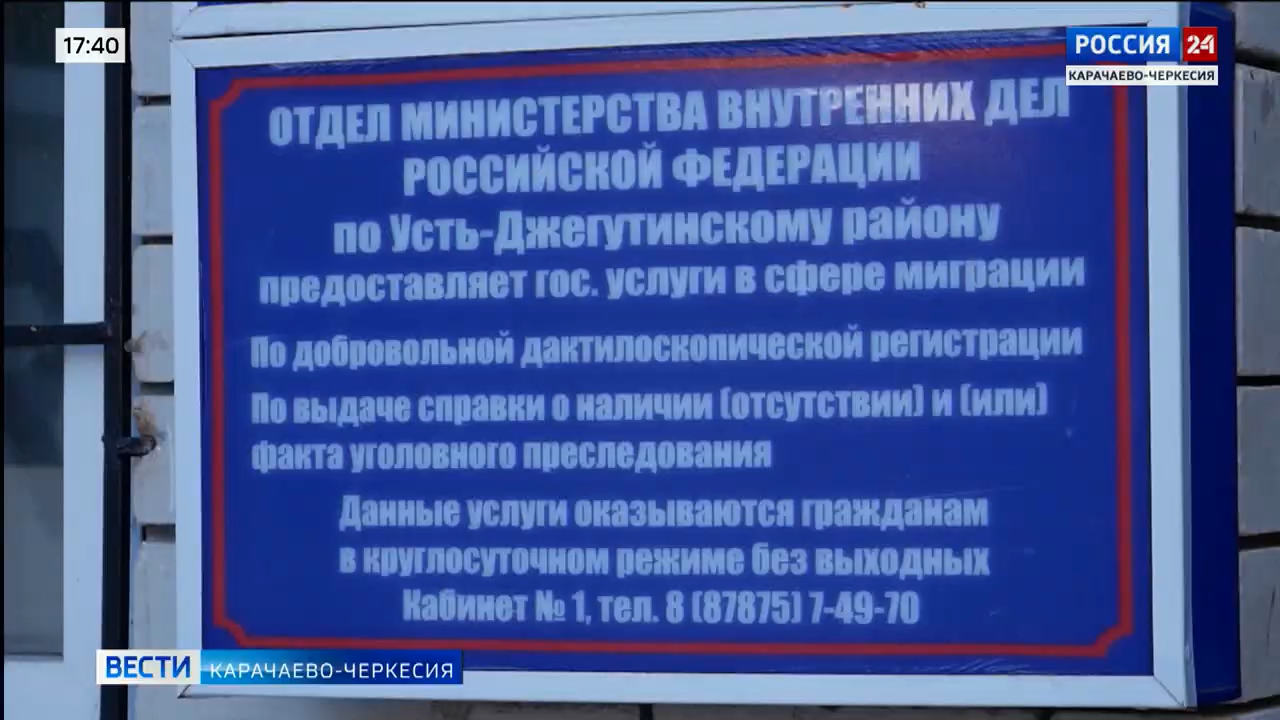 17:40
РОССИЯ 24
КАРАЧАЕВО-ЧЕРКЕСИЯ
ОТДЕЛ МИНИСТЕРСТВА ВНУТРЕННИХ ДЕЛ
РОССИЙСКОЙ ФЕДЕРАЦИИ
по Усть-Джегутинскому району
предоставляет гос. услуги в сфере миграции
По добровольной дактилоскопической регистрации
По выдаче справки о наличии (отсутствии) и (или)
факта уголовного преследования
Данные услуги оказываются гражданам
в круглосуточном режиме без выходных
Кабинет № 1, тел. 8 (87875) 7-49-70
ВЕСТИ КАРАЧАЕВО-ЧЕРКЕСИЯ